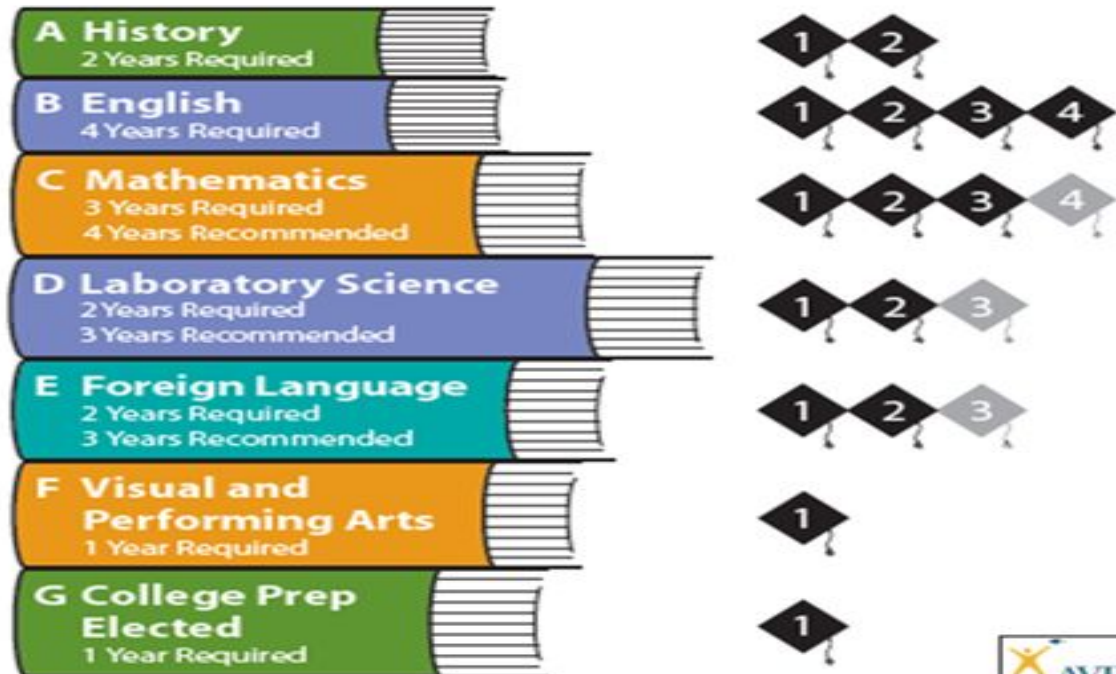 A History
2 Years Required
1 2
B English
4 Years Required
1 2 3 4
C Mathematics
3 Years Required
4 Years Recommended
1 2 3 4
D Laboratory Science
2 Years Required
3 Years Recommended
1 2 3
E Foreign Language
2 Years Required
3 Years Recommended
1 2 3
F Visual and
Performing Arts
1 Year Required
1
G College Prep
Elected
1 Year Required
1